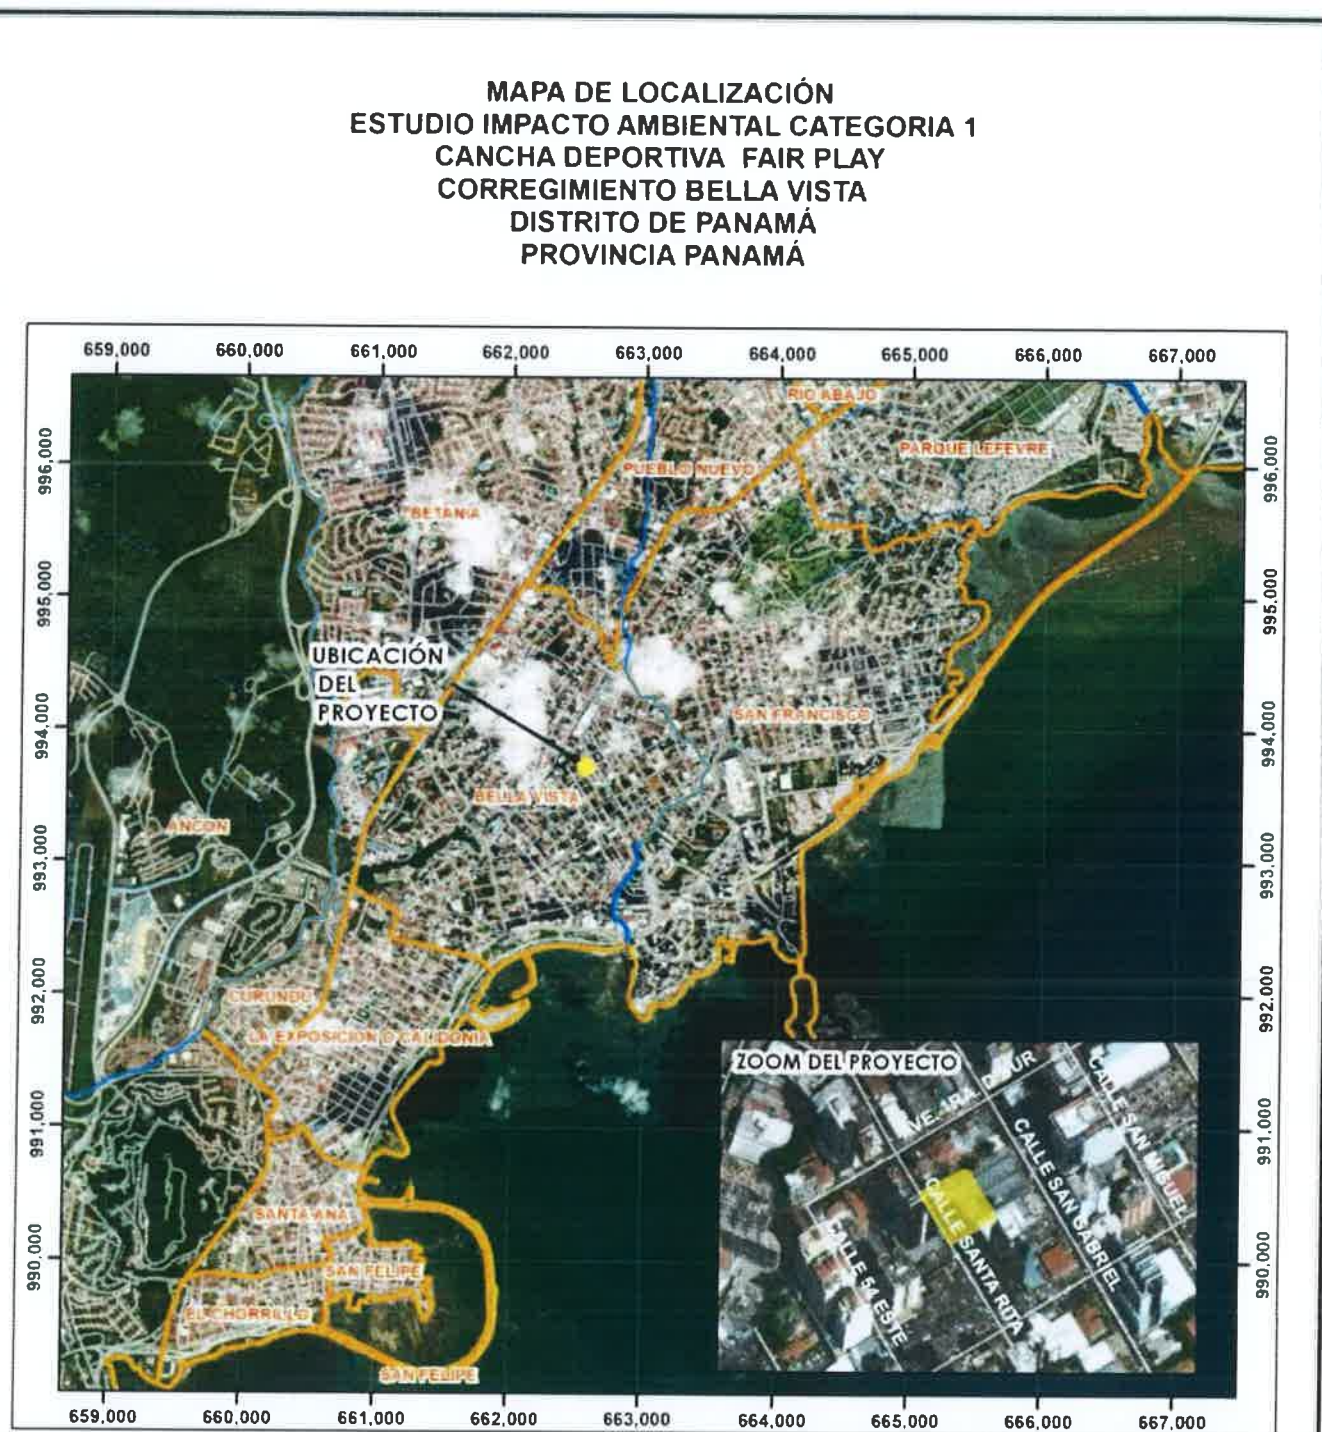 MAPA DE LOCALIZACIÓN
ESTUDIO IMPACTO AMBIENTAL CATEGORIA 1
CANCHA DEPORTIVA FAIR PLAY
CORREGIMIENTO BELLA VISTA
DISTRITO DE PANAMÁ
PROVINCIA PANAMÁ
659,000 660,000 661,000 662,000 663,000 664,000 665,000 666,000 667,000
996,000
995,000
994,000
993,000
992,000
991,000
990,000
RIO ABAJO
PARQUE LEFEVRE
PUEBLO NUEVO
BETANIA
UBICACIÓN
DEL
PROYECTO
SAN FRANCISCO
BELLA VISTA
ANCON
CURUNDU
LA EXPOSICION O CALIDONIA
SANTA ANA
SAN FELIPE
EL CHORRILLO
SAN FELIPE
ZOOM DEL PROYECTO
CALLE SAN MIGUEL
CALLE SAN GABRIEL
CALLE SANTA RITA
CALLE 54 ESTE
996,000
995,000
994,000
993,000
992,000
991,000
990,000
659,000 660,000 661,000 662,000 663,000 664,000 665,000 666,000 667,000